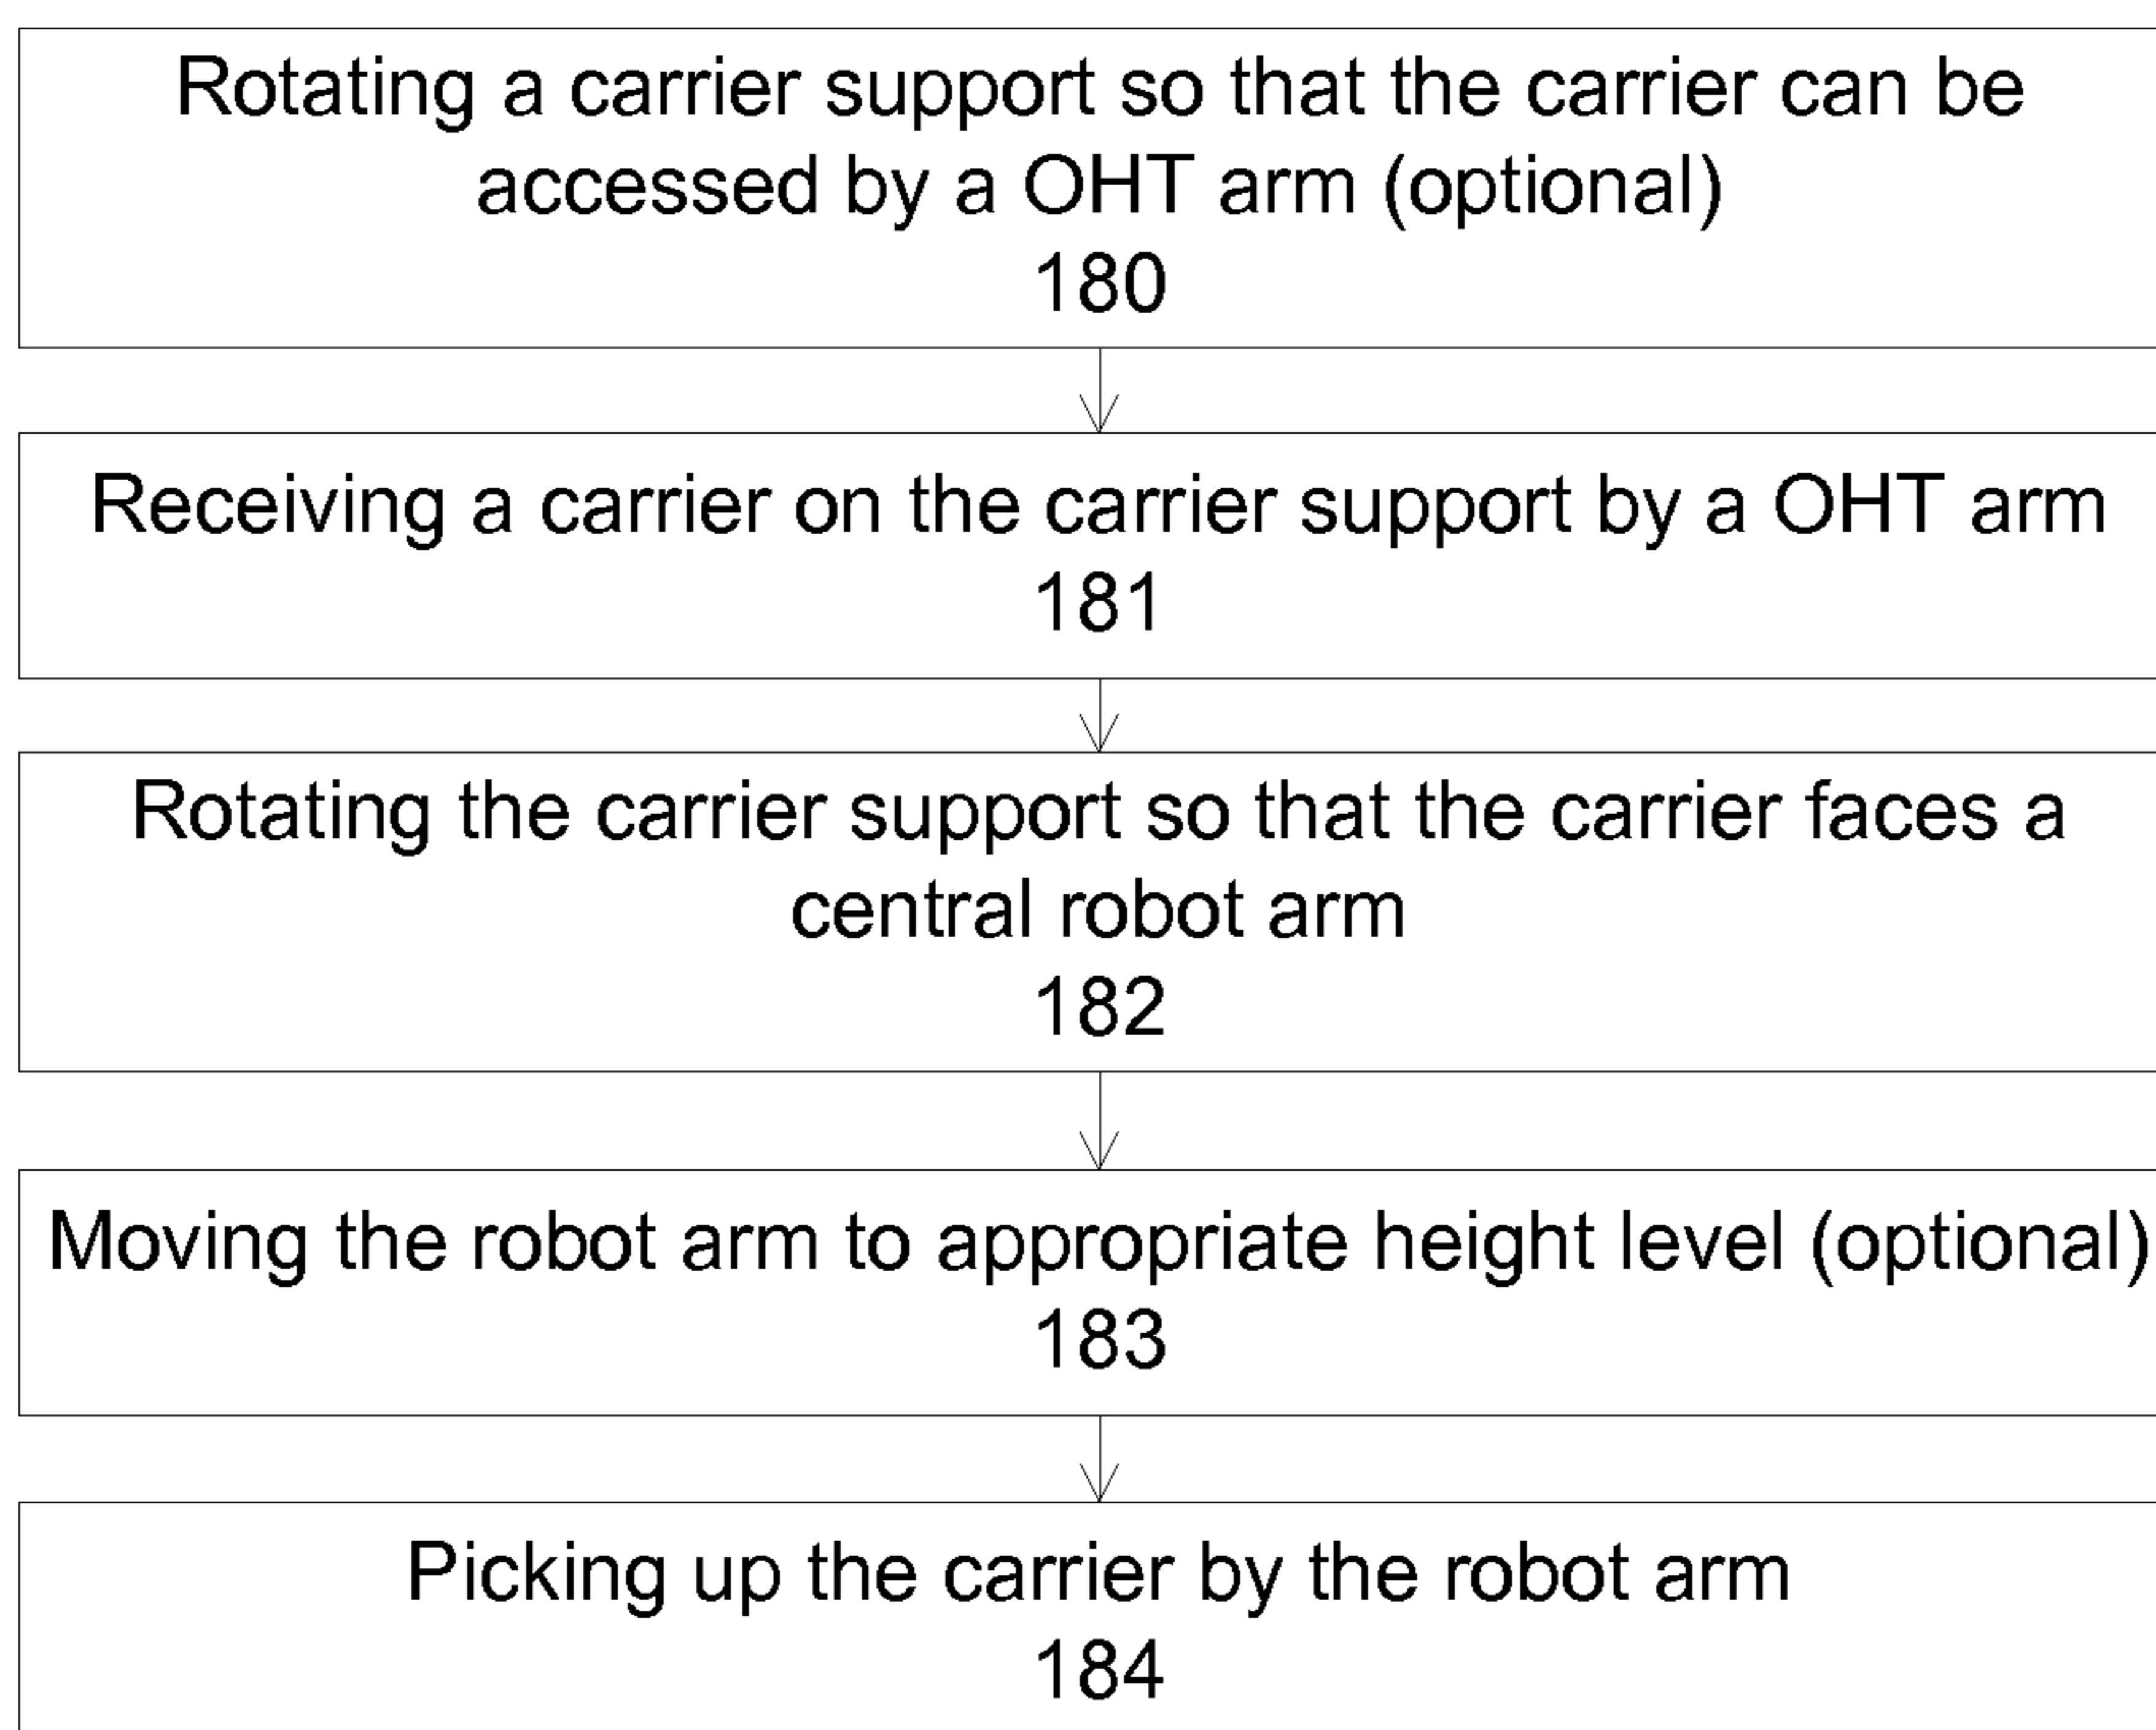 Rotating a carrier support so that the carrier can be
accessed by a OHT arm (optional)
180
Receiving a carrier on the carrier support by a OHT arm
181
Rotating the carrier support so that the carrier faces a
central robot arm
182
Moving the robot arm to appropriate height level (optional)
183
Picking up the carrier by the robot arm
184